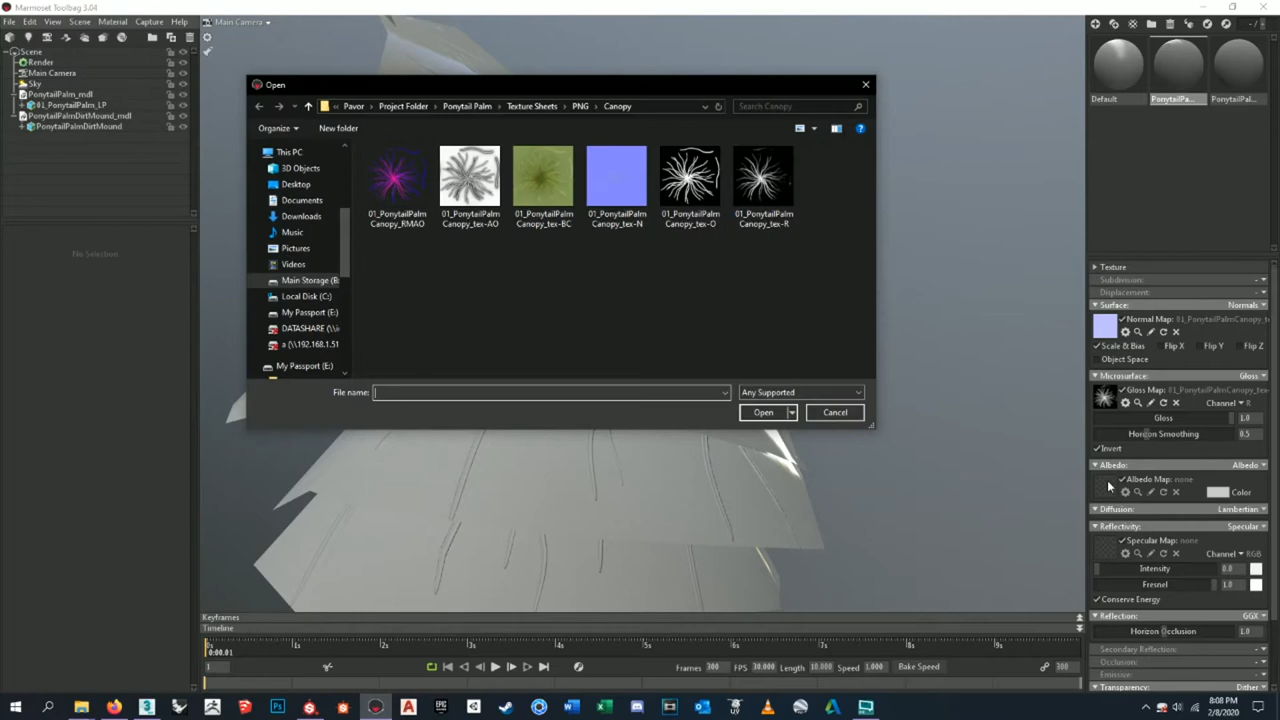 Marmoset Toolbag 3.04
File Edit View Scene Material Capture Help
Main Camera
Scene
Render
Main Camera
Sky
PonytailPalm_mdl
01_PonytailPalm_LP
PonytailPalmDirtMound_mdl
PonytailPalmDirtMound
No Selection
Open
Pavor > Project Folder > Ponytail Palm > Texture Sheets > PNG > Canopy
Search Canopy
Organize New folder
This PC
3D Objects
Desktop
Documents
Downloads
Music
Pictures
Videos
Main Storage (B:
Local Disk (C:)
My Passport (E:)
DATASHARE (\\i
a (\\192.168.1.51
My Passport (E:)
01_PonytailPalm Canopy_RMAO
01_PonytailPalm Canopy_tex-AO
01_PonytailPalm Canopy_tex-BC
01_PonytailPalm Canopy_tex-N
01_PonytailPalm Canopy_tex-O
01_PonytailPalm Canopy_tex-R
File name:
Any Supported
Open Cancel
Default PonytailPa... PonytailPal...
Texture
Subdivision:
Displacement:
Surface: Normals
Normal Map: 01_PonytailPalmCanopy_te
Scale & Bias Flip X Flip Y Flip Z
Object Space
Microsurface: Gloss
Gloss Map: 01_PonytailPalmCanopy_tex-
Channel R
Gloss 1.0
Horizon Smoothing 0.5
Invert
Albedo: Albedo
Albedo Map: none
Color
Diffusion: Lambertian
Reflectivity: Specular
Specular Map: none
Channel RGB
Intensity 0.0
Fresnel 1.0
Conserve Energy
Reflection: GGX
Horizon Occlusion 1.0
Secondary Reflection:
Occlusion:
Emissive:
Transparency: Dither
Keyframes
Timeline
0s 1s 2s 3s 4s 5s 6s 7s 8s 9s
0:00.01
1
Frames 300 FPS 30.000 Length 10.000 Speed 1.000 Bake Speed
300
8:08 PM
2/8/2020